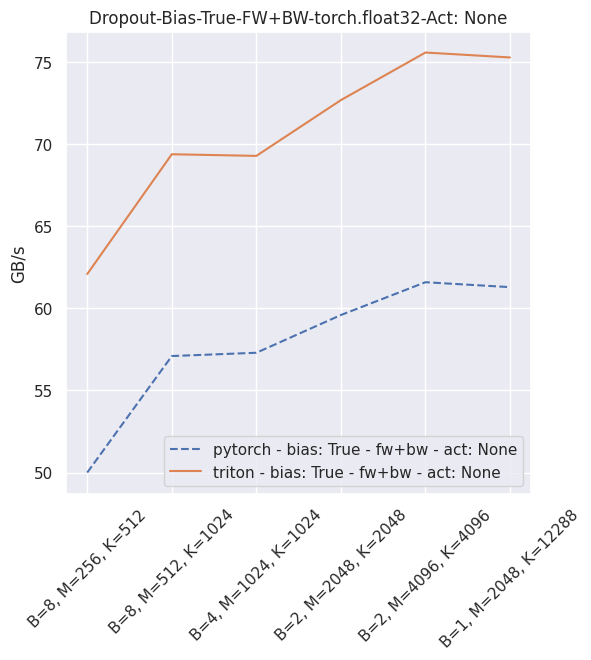 Dropout-Bias-True-FW+BW-torch.float32-Act: None
75
70
65
60
55
50
GB/s
pytorch - bias: True - fw+bw - act: None
triton - bias: True - fw+bw - act: None
B=8, M=256, K=512
B=8, M=512, K=1024
B=4, M=1024, K=1024
B=2, M=2048, K=2048
B=2, M=4096, K=4096
B=1, M=2048, K=12288